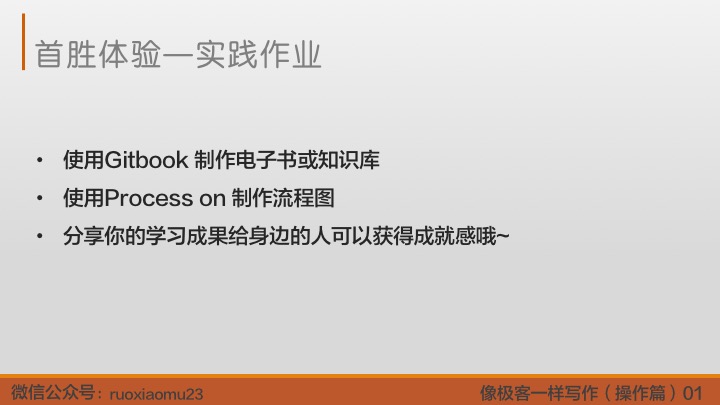 首胜体验—实践作业
• 使用Gitbook 制作电子书或知识库
• 使用Process on 制作流程图
• 分享你的学习成果给身边的人可以获得成就感哦~
微信公众号：ruoxiaomu23
像极客一样写作（操作篇）01